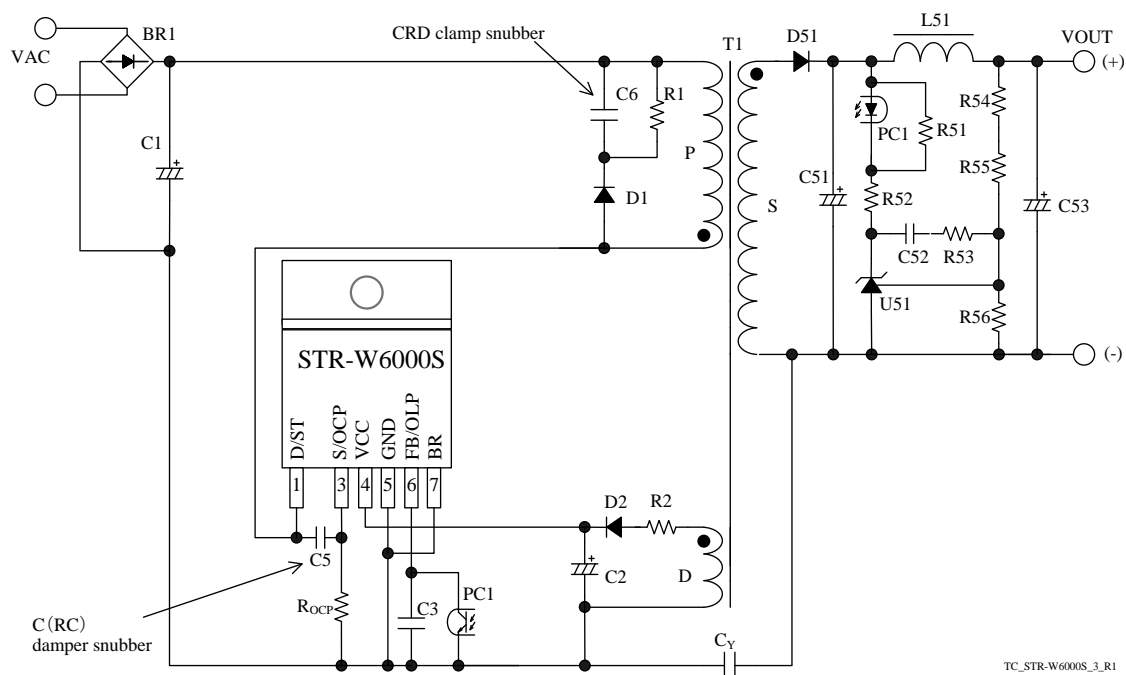 VAC
BR1
CRD clamp snubber
T1
D51
L51
VOUT
(+)
C6
R1
PC1
R51
R54
C1
P
C51
R55
D1
S
R52
C53
C52
R53
U51
R56
(-)
STR-W6000S
D/ST
S/OCP
VCC
GND
FB/OLP
BR
1
3
4
5
6
7
D2
R2
C5
C2
D
ROCP
C3
PC1
C(RC)
damper snubber
CY
TC_STR-W6000S_3_R1